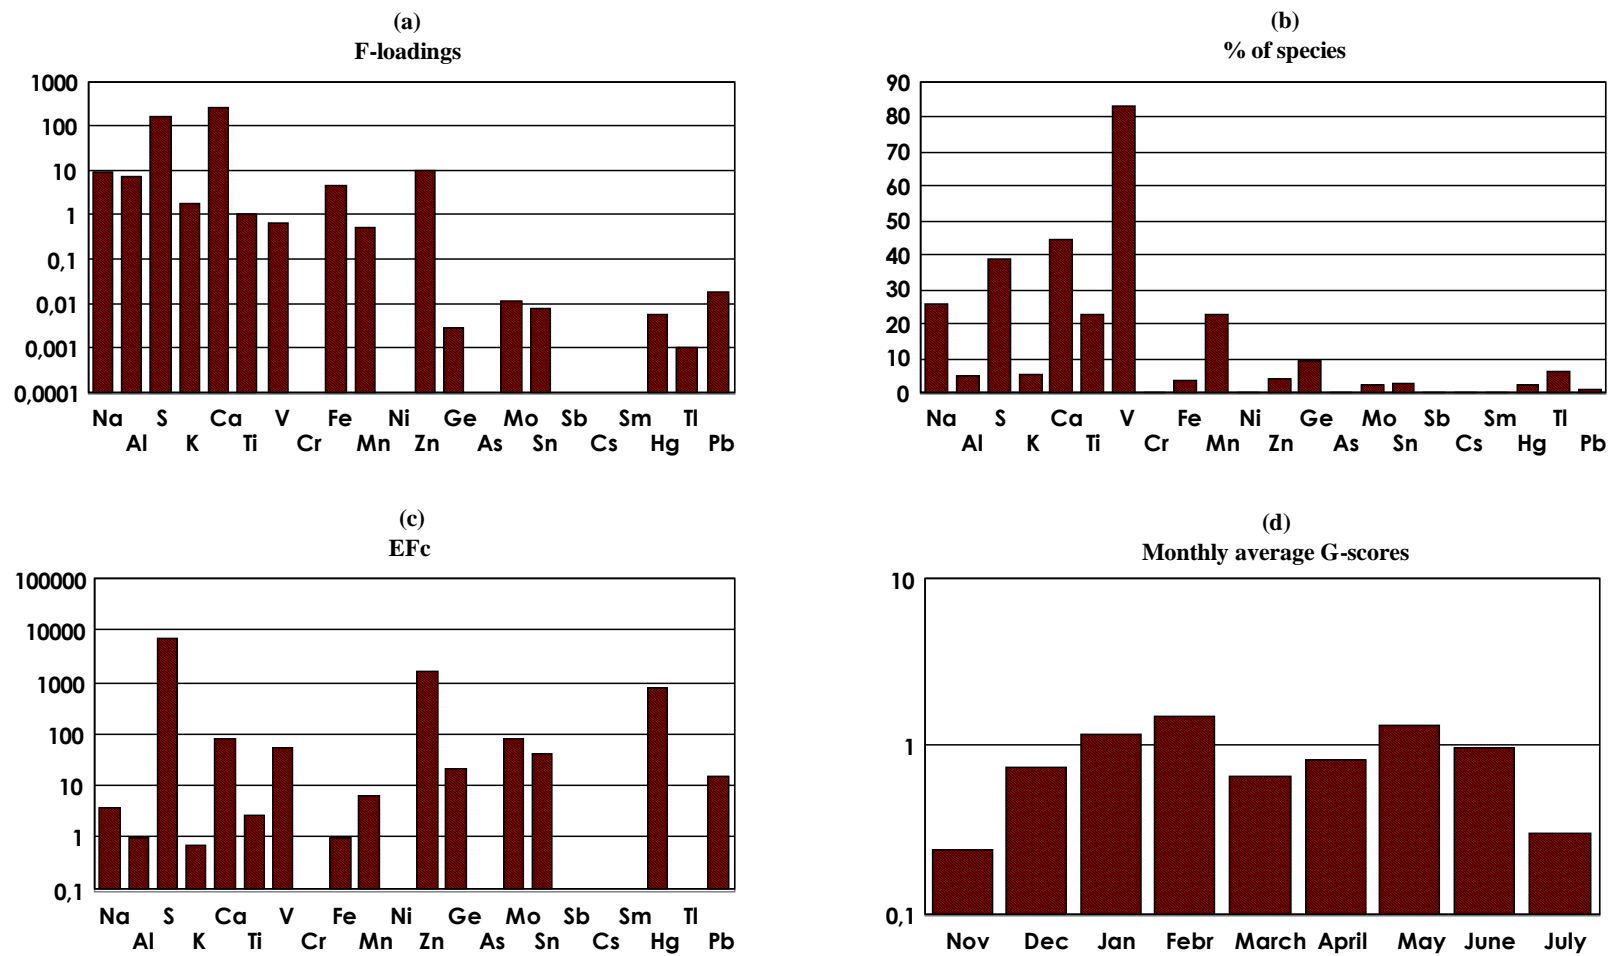 (a)
F-loadings
1000
100
10
1
0,1
0,01
0,001
0,0001
Na S Ca V Fe Ni Ge Mo Sb Sm Tl
Al K Ti Cr Mn Zn As Sn Cs Hg Pb
(b)
% of species
90
80
70
60
50
40
30
20
10
0
Na S Ca V Fe Ni Ge Mo Sb Sm Tl
Al K Ti Cr Mn Zn As Sn Cs Hg Pb
(c)
EFc
100000
10000
1000
100
10
1
0,1
Na S Ca V Fe Ni Ge Mo Sb Sm Tl
Al K Ti Cr Mn Zn As Sn Cs Hg Pb
(d)
Monthly average G-scores
10
1
0,1
Nov Dec Jan Febr March April May June July